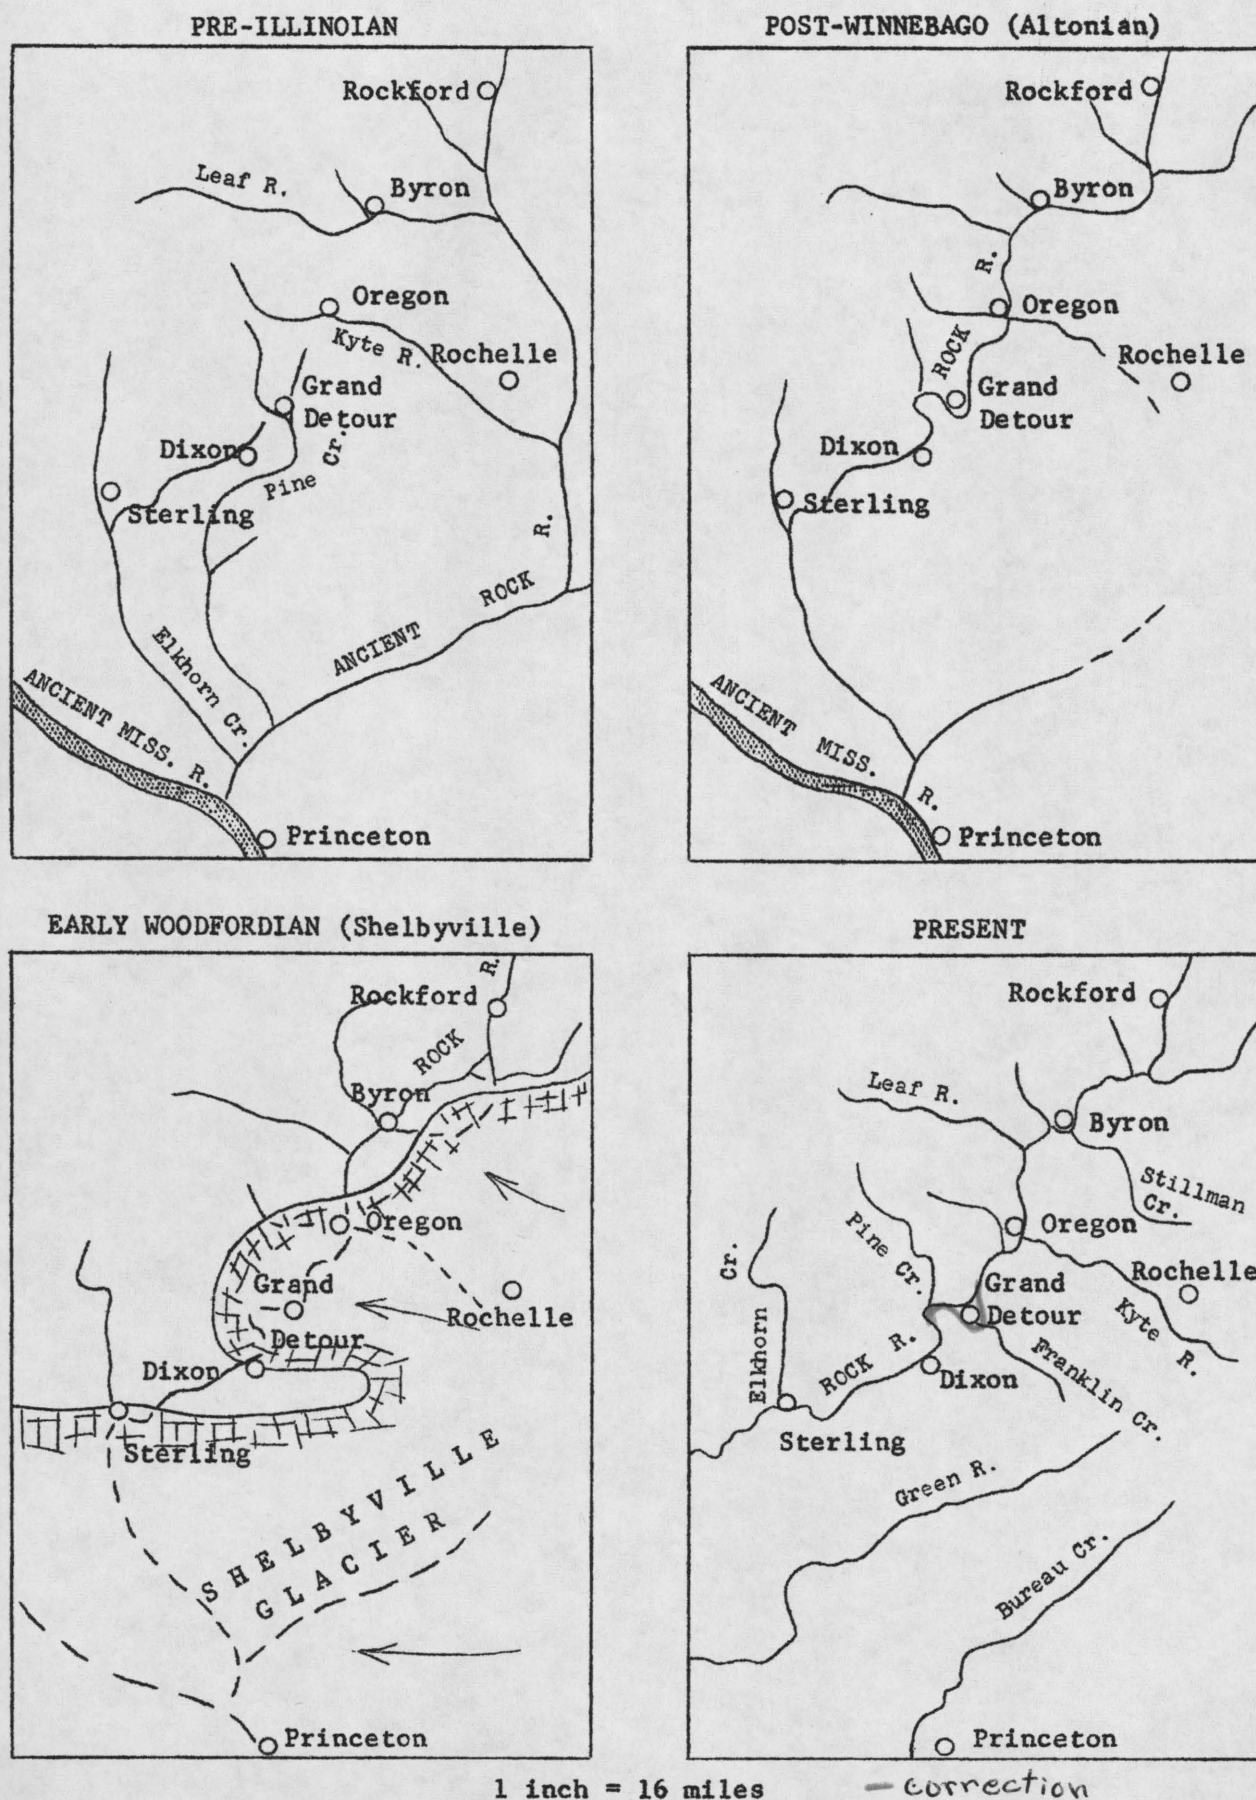 PRE-ILLINOIAN
Rockford
Leaf R.
Byron
Oregon
Kyte R.
Rochelle
Grand
Detour
Dixon
Pine Cr.
Sterling
Elkhorn Cr.
ANCIENT ROCK R.
ANCIENT MISS. R.
Princeton
POST-WINNEBAGO (Altonian)
Rockford
Byron
ROCK R.
Oregon
Rochelle
Grand
Detour
Dixon
Sterling
ANCIENT MISS. R.
Princeton
EARLY WOODFORDIAN (Shelbyville)
Rockford
ROCK R.
Byron
Oregon
Grand
Detour
Rochelle
Dixon
Sterling
SHELBYVILLE
GLACIER
Princeton
PRESENT
Rockford
Leaf R.
Byron
Stillman
Cr.
Pine Cr.
Oregon
Rochelle
Grand
Detour
Kyte R.
Elkhorn Cr.
ROCK R.
Dixon
Franklin Cr.
Sterling
Green R.
Bureau Cr.
Princeton
1 inch = 16 miles
— correction